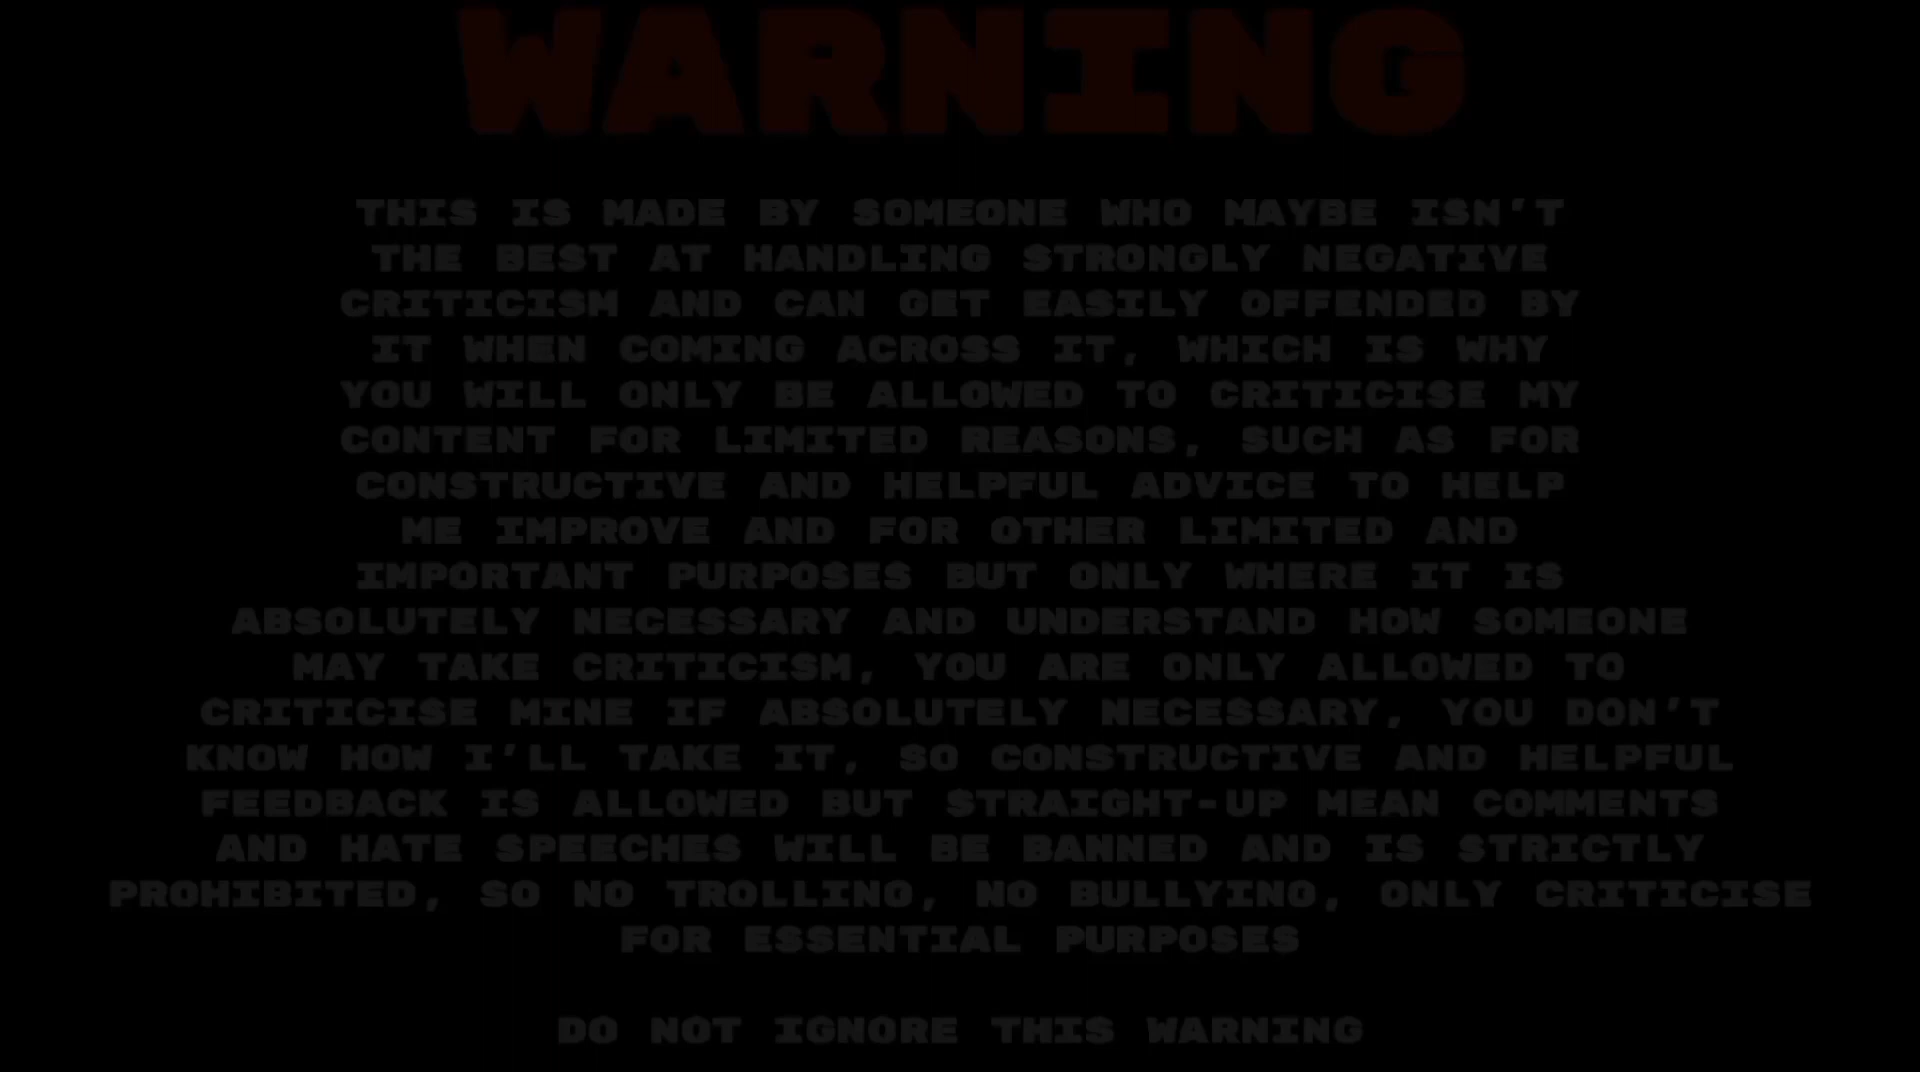 WARNING
THIS IS MADE BY SOMEONE WHO MAYBE ISN'T
THE BEST AT HANDLING STRONGLY NEGATIVE
CRITICISM AND CAN GET EASILY OFFENDED BY
IT WHEN COMING ACROSS IT, WHICH IS WHY
YOU WILL ONLY BE ALLOWED TO CRITICISE MY
CONTENT FOR LIMITED REASONS, SUCH AS FOR
CONSTRUCTIVE AND HELPFUL ADVICE TO HELP
ME IMPROVE AND FOR OTHER LIMITED AND
IMPORTANT PURPOSES BUT ONLY WHERE IT IS
ABSOLUTELY NECESSARY AND UNDERSTAND HOW SOMEONE
MAY TAKE CRITICISM, YOU ARE ONLY ALLOWED TO
CRITICISE MINE IF ABSOLUTELY NECESSARY, YOU DON'T
KNOW HOW I'LL TAKE IT, SO CONSTRUCTIVE AND HELPFUL
FEEDBACK IS ALLOWED BUT STRAIGHT-UP MEAN COMMENTS
AND HATE SPEECHES WILL BE BANNED AND IS STRICTLY
PROHIBITED, SO NO TROLLING, NO BULLYING, ONLY CRITICISE
FOR ESSENTIAL PURPOSES
DO NOT IGNORE THIS WARNING